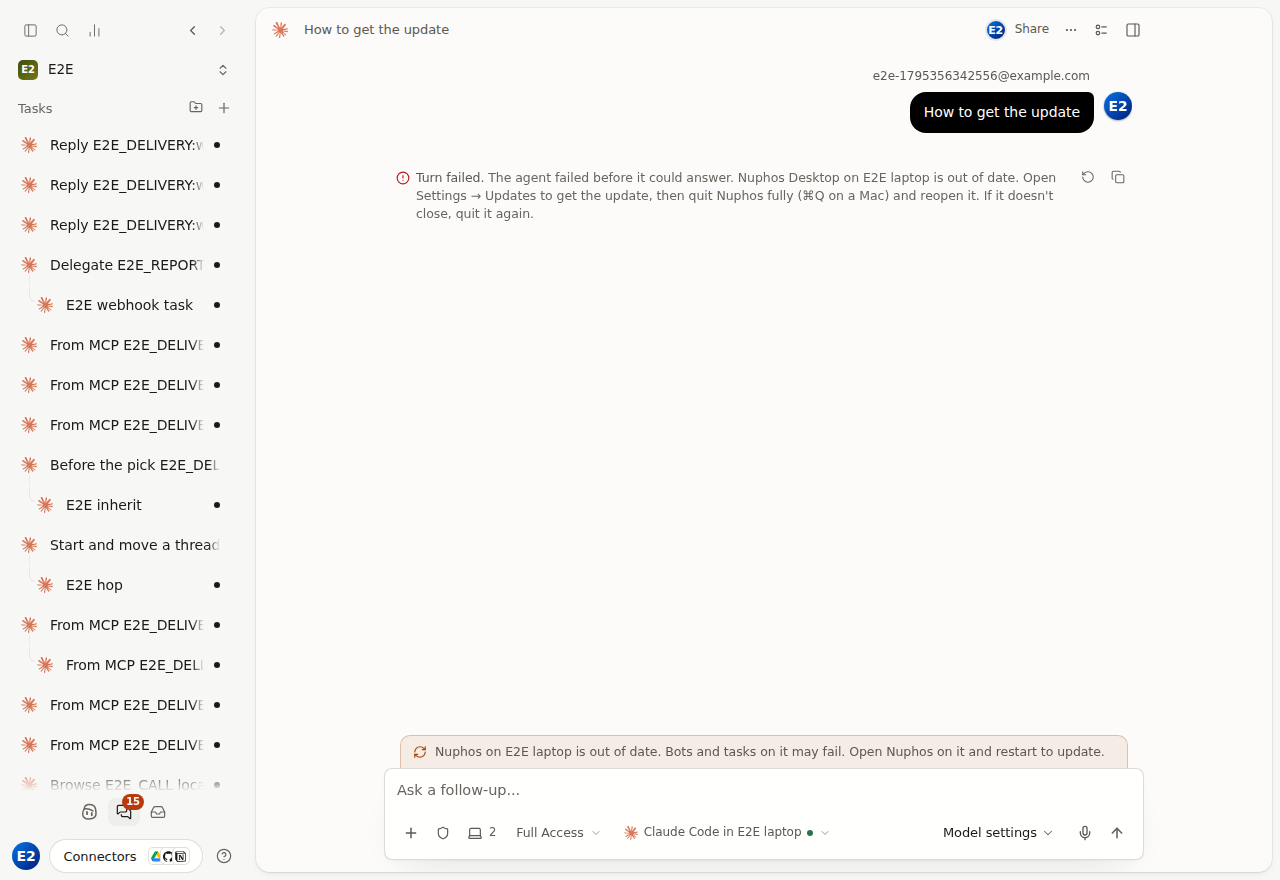 How to get the update
E2 Share
E2 E2E
e2e-1795356342556@example.com
Tasks
How to get the update E2
Reply E2E_DELIVERY:w
Turn failed. The agent failed before it could answer. Nuphos Desktop on E2E laptop is out of date. Open
Settings → Updates to get the update, then quit Nuphos fully (⌘Q on a Mac) and reopen it. If it doesn't
close, quit it again.
Reply E2E_DELIVERY:w
Reply E2E_DELIVERY:w
Delegate E2E_REPORT
E2E webhook task
From MCP E2E_DELIVE
From MCP E2E_DELIVE
From MCP E2E_DELIVE
Before the pick E2E_DEL
E2E inherit
Start and move a thread
E2E hop
From MCP E2E_DELIVE
From MCP E2E_DELI
From MCP E2E_DELIVE
From MCP E2E_DELIVE
Browse E2E_CALL loca
15
E2 Connectors
Nuphos on E2E laptop is out of date. Bots and tasks on it may fail. Open Nuphos on it and restart to update.
Ask a follow-up...
2 Full Access Claude Code in E2E laptop Model settings